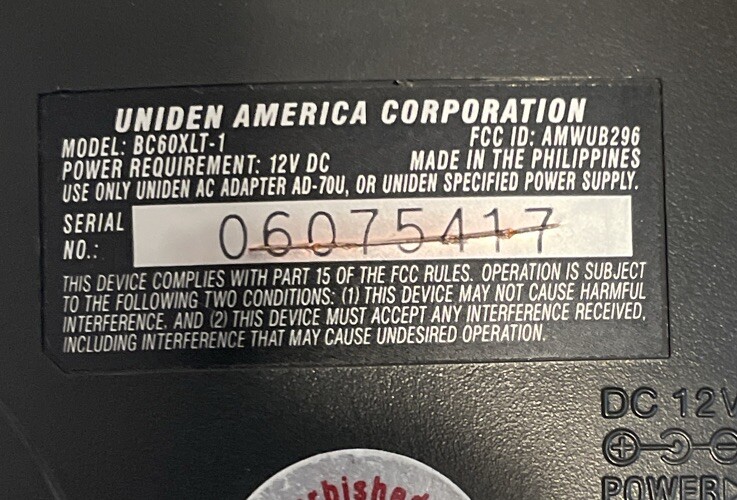 UNIDEN AMERICA CORPORATION
MODEL: BC60XLT-1 FCC ID: AMWUB296
POWER REQUIREMENT: 12V DC MADE IN THE PHILIPPINES
USE ONLY UNIDEN AC ADAPTER AD-70U, OR UNIDEN SPECIFIED POWER SUPPLY.
SERIAL NO.: 06075417
THIS DEVICE COMPLIES WITH PART 15 OF THE FCC RULES. OPERATION IS SUBJECT
TO THE FOLLOWING TWO CONDITIONS: (1) THIS DEVICE MAY NOT CAUSE HARMFUL
INTERFERENCE, AND (2) THIS DEVICE MUST ACCEPT ANY INTERFERENCE RECEIVED,
INCLUDING INTERFERENCE THAT MAY CAUSE UNDESIRED OPERATION.
DC 12V
POWER